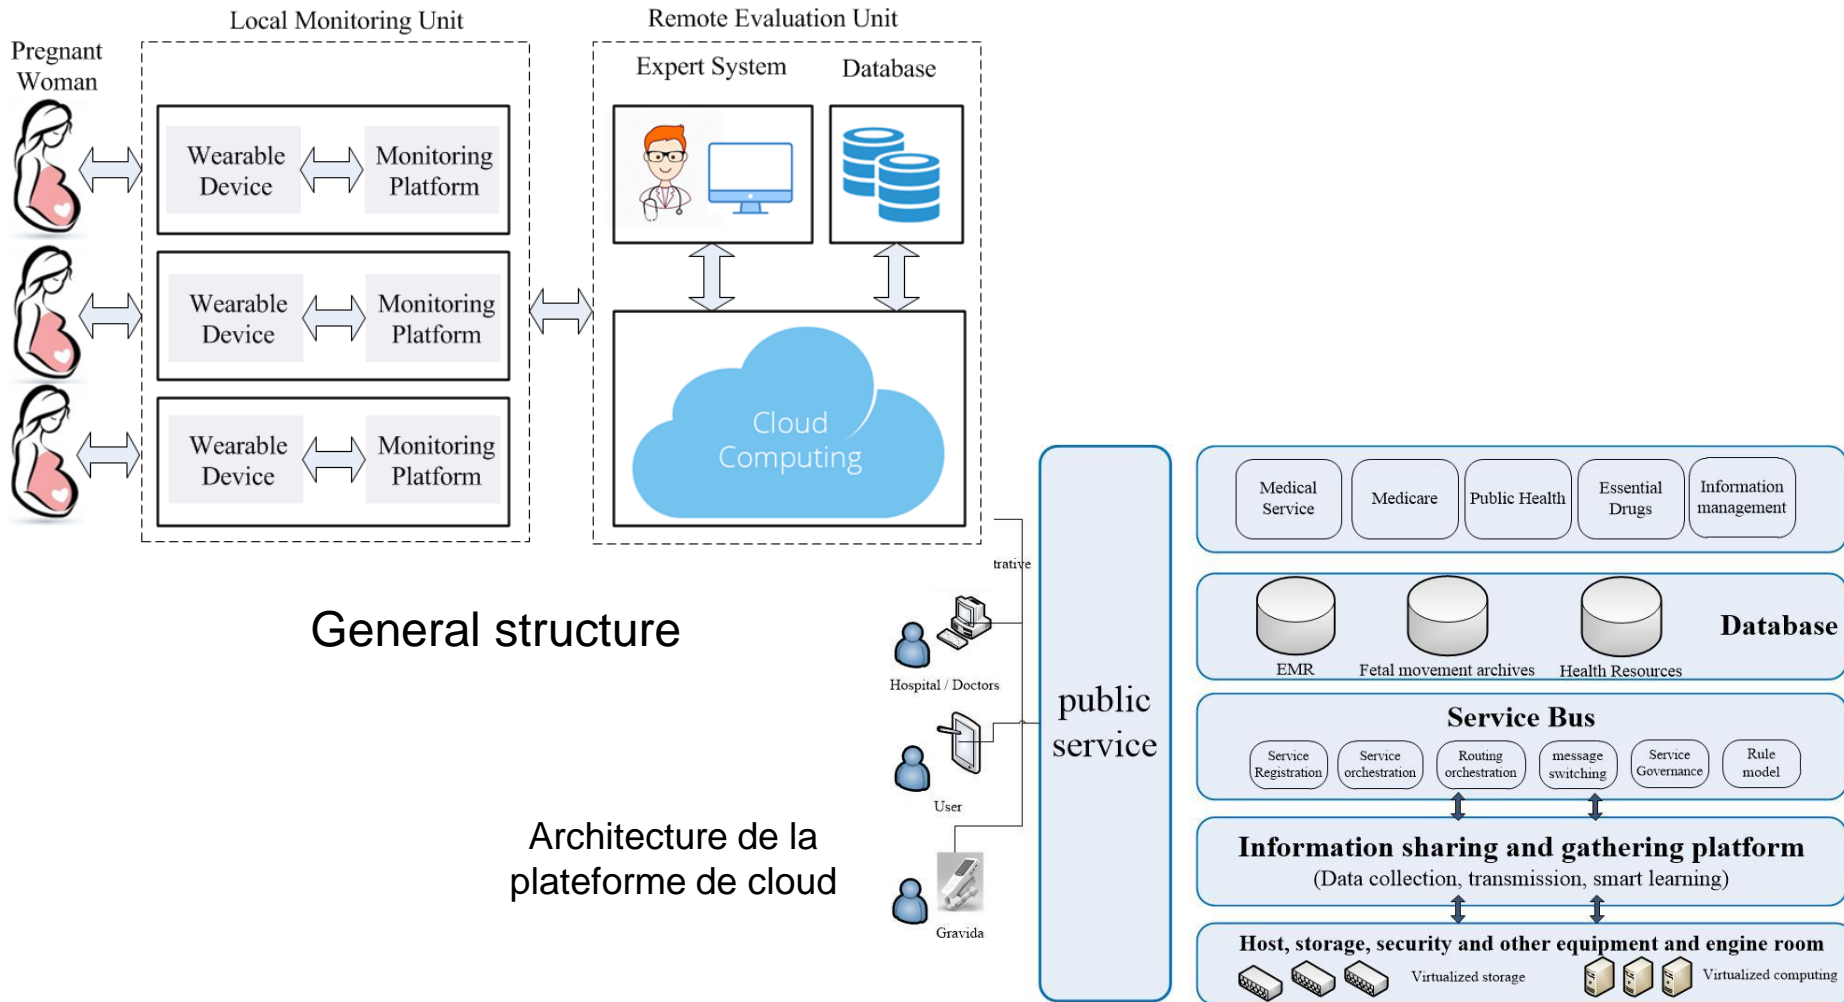 Local Monitoring Unit
Remote Evaluation Unit
Pregnant
Woman
Expert System
Database
Wearable
Device
Monitoring
Platform
Wearable
Device
Monitoring
Platform
Wearable
Device
Monitoring
Platform
Cloud
Computing
General structure
trative
Hospital / Doctors
User
Gravida
Architecture de la
plateforme de cloud
public
service
Medical
Service
Medicare
Public Health
Essential
Drugs
Information
management
EMR
Fetal movement archives
Health Resources
Database
Service Bus
Service
Registration
Service
orchestration
Routing
orchestration
message
switching
Service
Governance
Rule
model
Information sharing and gathering platform
(Data collection, transmission, smart learning)
Host, storage, security and other equipment and engine room
Virtualized storage
Virtualized computing